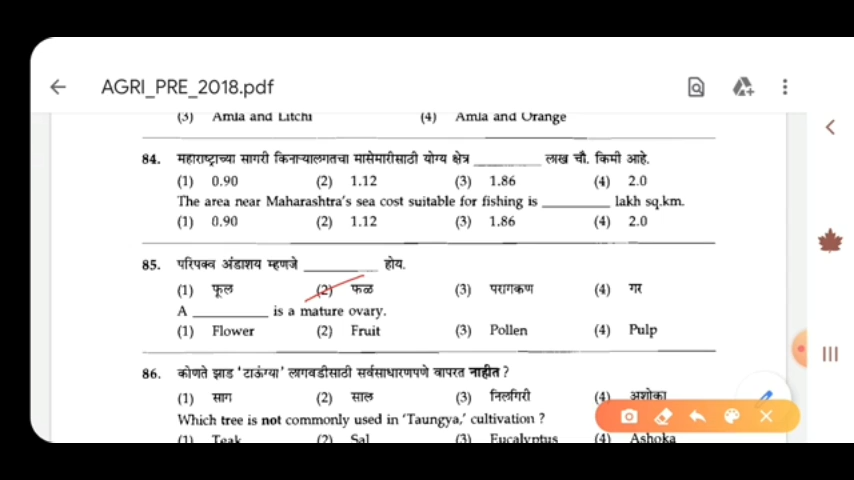 AGRI_PRE_2018.pdf
(3) Amla and Litchi (4) Amla and Orange
84. महाराष्ट्राच्या सागरी किनाऱ्यालगतचा मासेमारीसाठी योग्य क्षेत्र ________ लाख चौ. किमी आहे.
(1) 0.90 (2) 1.12 (3) 1.86 (4) 2.0
The area near Maharashtra's sea cost suitable for fishing is ________ lakh sq.km.
(1) 0.90 (2) 1.12 (3) 1.86 (4) 2.0
85. परिपक्व अंडाशय म्हणजे ________ होय.
(1) फूल (2) फळ (3) परागकण (4) गर
A ________ is a mature ovary.
(1) Flower (2) Fruit (3) Pollen (4) Pulp
86. कोणते झाड 'टाऊंग्या' लागवडीसाठी सर्वसाधारणपणे वापरत नाहीत ?
(1) साग (2) साल (3) निलगिरी (4) अशोका
Which tree is not commonly used in 'Taungya,' cultivation ?
(1) Teak (2) Sal (3) Eucalyptus (4) Ashoka